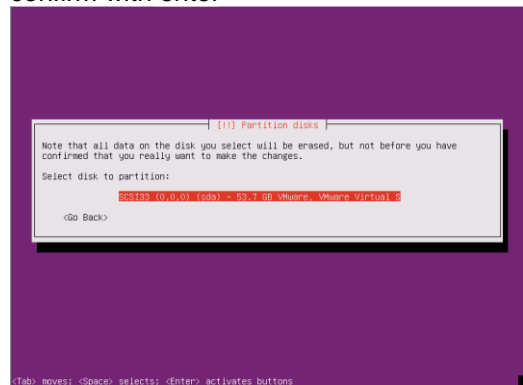 confirm with enter
[!!] Partition disks
Note that all data on the disk you select will be erased, but not before you have
confirmed that you really want to make the changes.
Select disk to partition:
SCSI33 (0,0,0) (sda) - 53.7 GB VMware, VMware Virtual S
<Go Back>
<Tab> moves; <Space> selects; <Enter> activates buttons